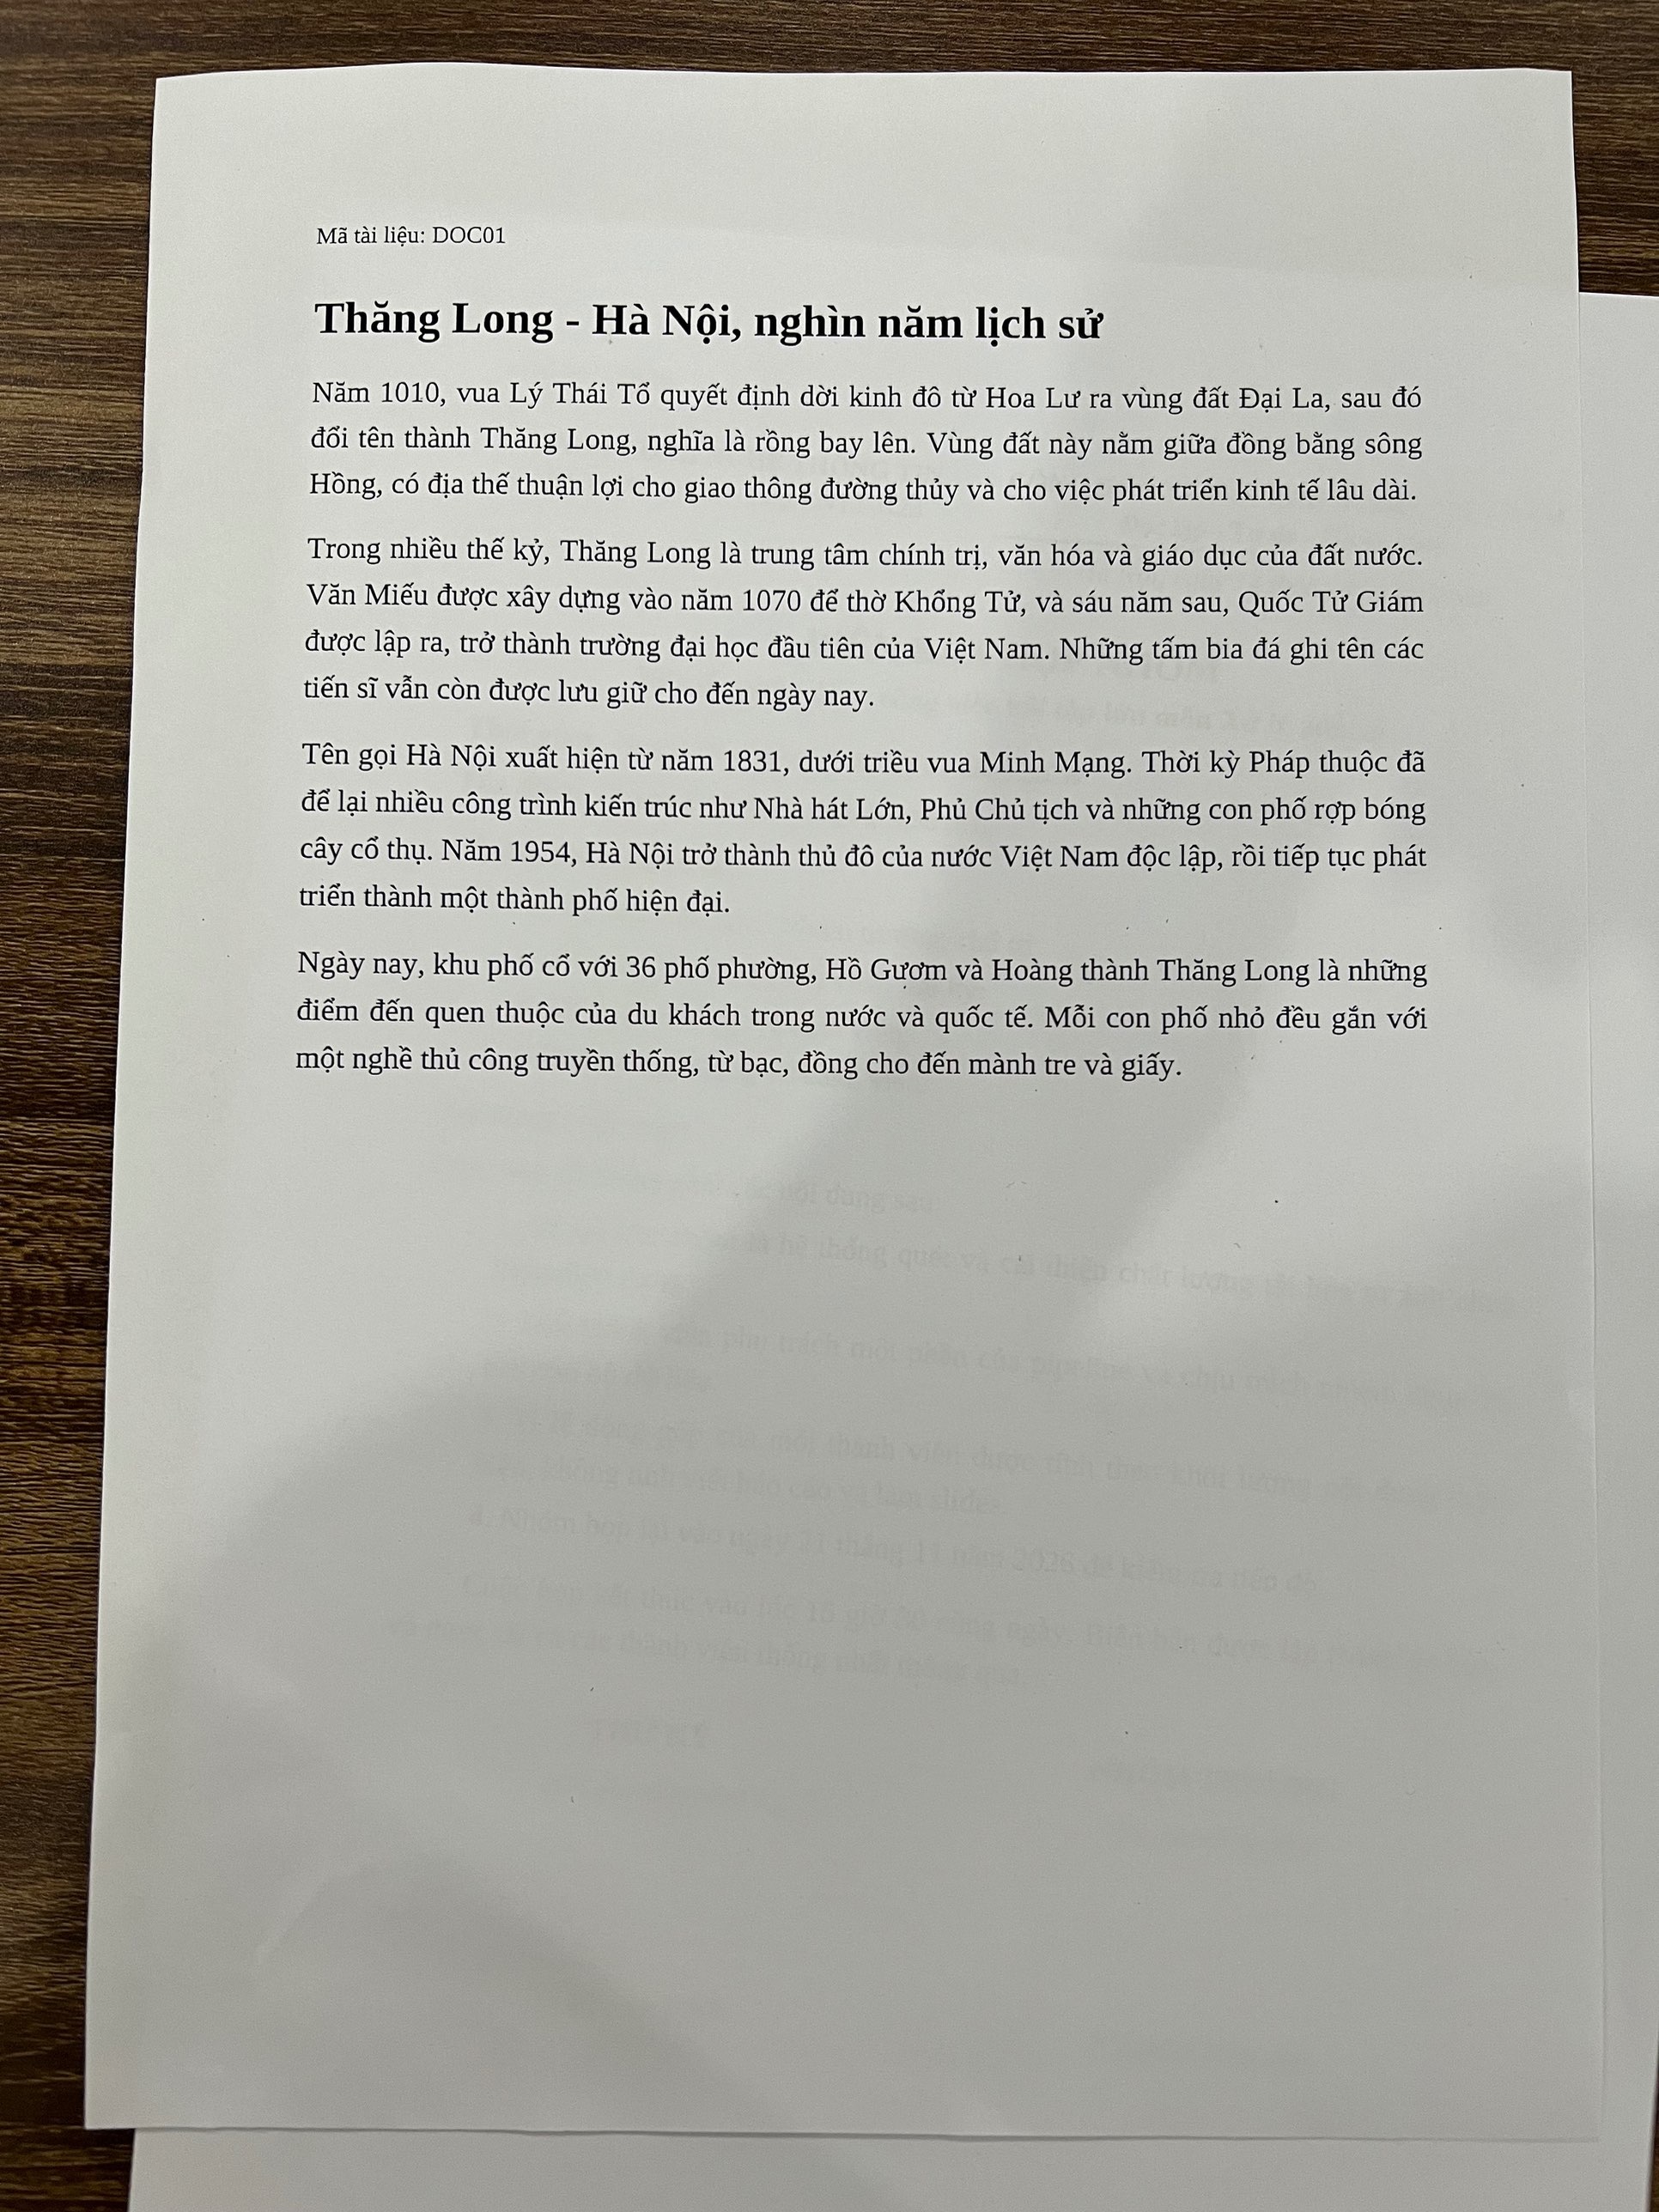 Mã tài liệu: DOC01
Thăng Long - Hà Nội, nghìn năm lịch sử
Năm 1010, vua Lý Thái Tổ quyết định dời kinh đô từ Hoa Lư ra vùng đất Đại La, sau đó
đổi tên thành Thăng Long, nghĩa là rồng bay lên. Vùng đất này nằm giữa đồng bằng sông
Hồng, có địa thế thuận lợi cho giao thông đường thủy và cho việc phát triển kinh tế lâu dài.
Trong nhiều thế kỷ, Thăng Long là trung tâm chính trị, văn hóa và giáo dục của đất nước.
Văn Miếu được xây dựng vào năm 1070 để thờ Khổng Tử, và sáu năm sau, Quốc Tử Giám
được lập ra, trở thành trường đại học đầu tiên của Việt Nam. Những tấm bia đá ghi tên các
tiến sĩ vẫn còn được lưu giữ cho đến ngày nay.
Tên gọi Hà Nội xuất hiện từ năm 1831, dưới triều vua Minh Mạng. Thời kỳ Pháp thuộc đã
để lại nhiều công trình kiến trúc như Nhà hát Lớn, Phủ Chủ tịch và những con phố rợp bóng
cây cổ thụ. Năm 1954, Hà Nội trở thành thủ đô của nước Việt Nam độc lập, rồi tiếp tục phát
triển thành một thành phố hiện đại.
Ngày nay, khu phố cổ với 36 phố phường, Hồ Gươm và Hoàng thành Thăng Long là những
điểm đến quen thuộc của du khách trong nước và quốc tế. Mỗi con phố nhỏ đều gắn với
một nghề thủ công truyền thống, từ bạc, đồng cho đến mành tre và giấy.